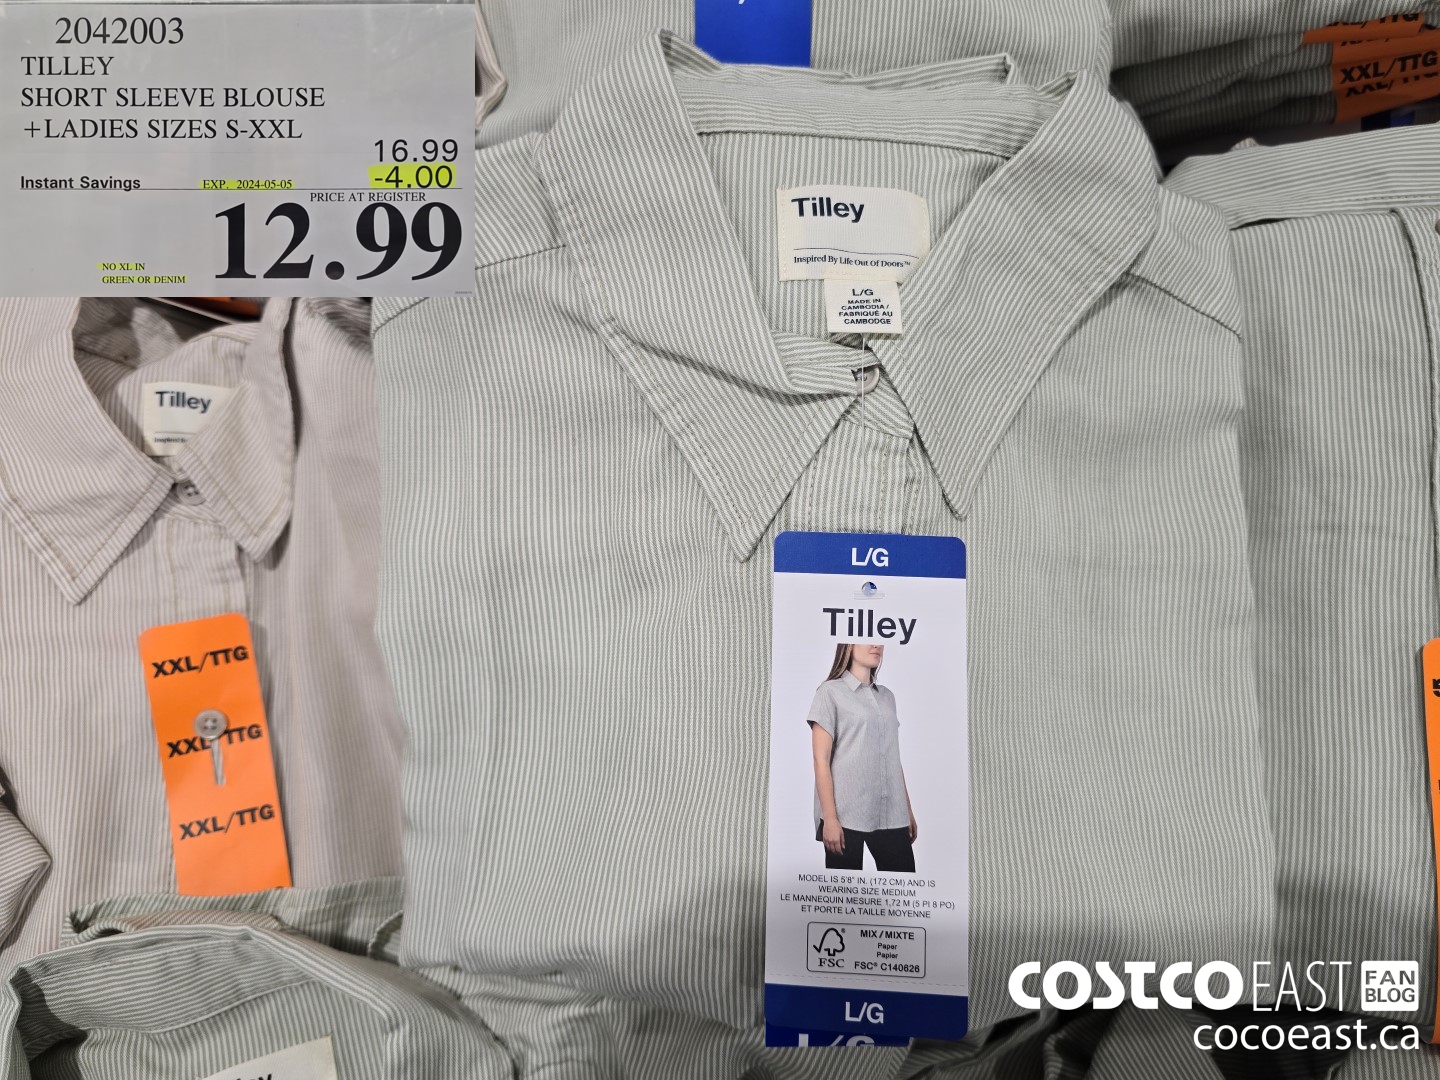 2042003
TILLEY
SHORT SLEEVE BLOUSE
+LADIES SIZES S-XXL
16.99
Instant Savings EXP. 2024-05-05 -4.00
PRICE AT REGISTER
12.99
NO XL IN
GREEN OR DENIM
XXL/TTG
Tilley
Inspired By Life Out Of Doors™
L/G
MADE IN
CAMBODIA /
FABRIQUÉ AU
CAMBODGE
Tilley
XXL/TTG
XXL/TTG
XXL/TTG
L/G
Tilley
MODEL IS 5'8" IN. (172 CM) AND IS
WEARING SIZE MEDIUM
LE MANNEQUIN MESURE 1,72 M (5 PI 8 PO)
ET PORTE LA TAILLE MOYENNE
FSC
MIX / MIXTE
Paper
Papier
FSC® C140626
L/G
L/G
COSTCO EAST FAN BLOG
cocoeast.ca